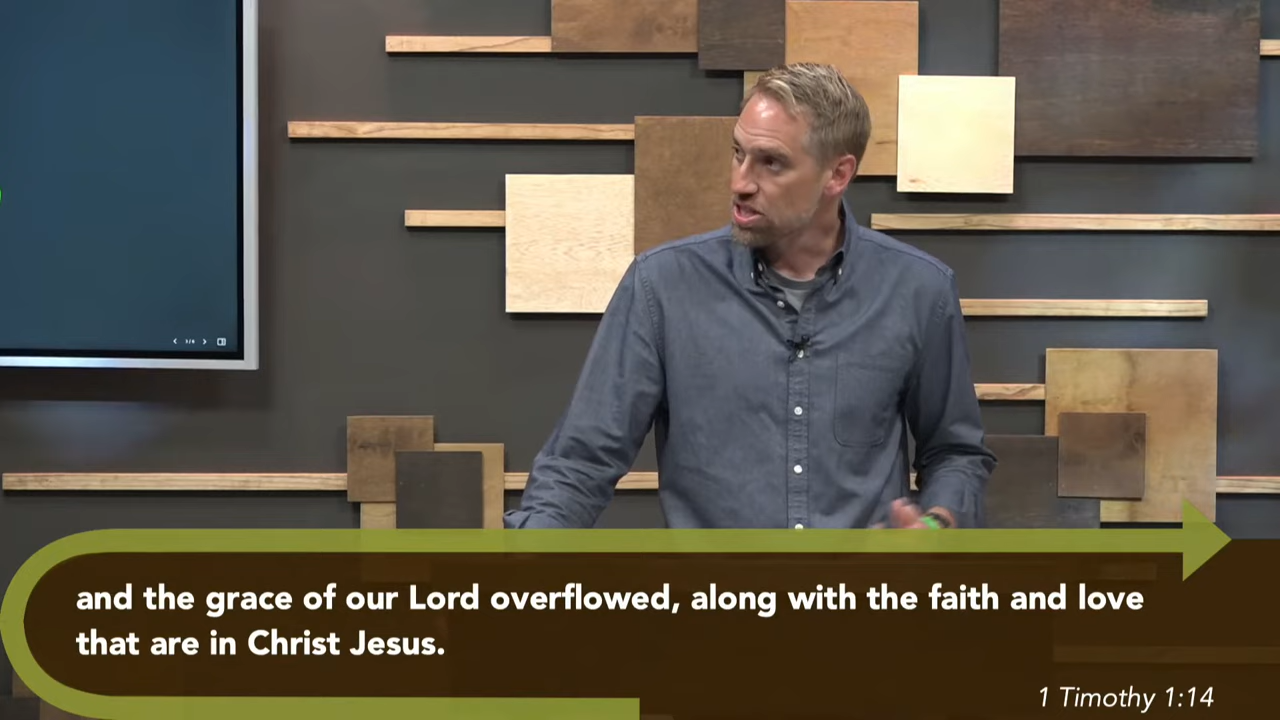 and the grace of our Lord overflowed, along with the faith and love
that are in Christ Jesus.
1 Timothy 1:14